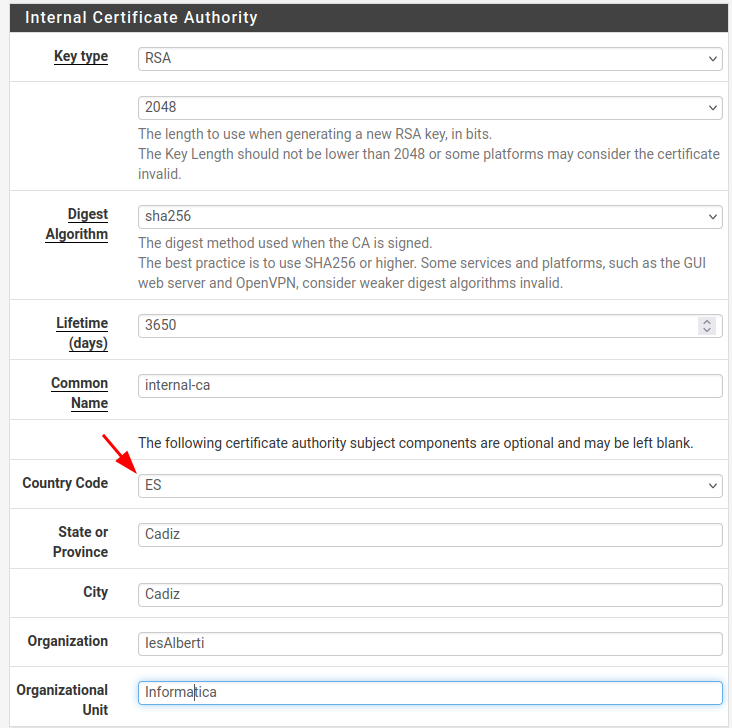 Internal Certificate Authority
Key type
RSA
2048
The length to use when generating a new RSA key, in bits.
The Key Length should not be lower than 2048 or some platforms may consider the certificate
invalid.
Digest
Algorithm
sha256
The digest method used when the CA is signed.
The best practice is to use SHA256 or higher. Some services and platforms, such as the GUI
web server and OpenVPN, consider weaker digest algorithms invalid.
Lifetime
(days)
3650
Common
Name
internal-ca
The following certificate authority subject components are optional and may be left blank.
Country Code
ES
State or
Province
Cadiz
City
Cadiz
Organization
IesAlberti
Organizational
Unit
Informatica